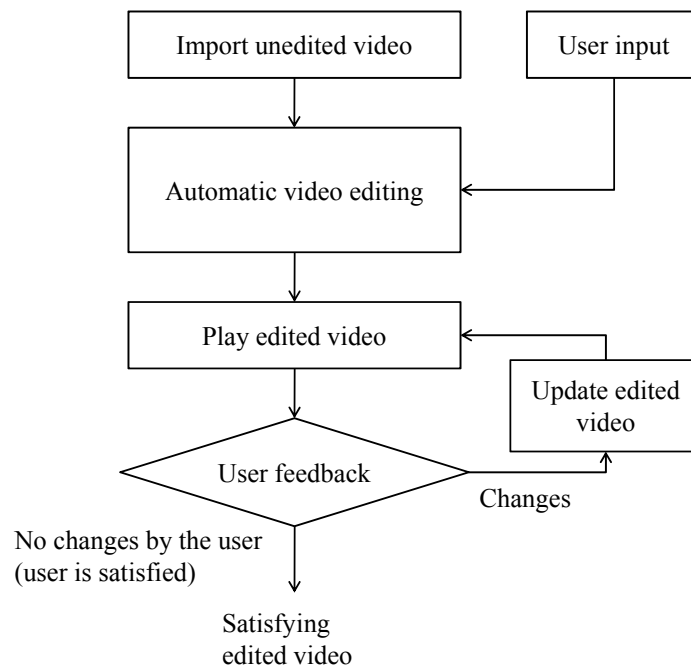 Import unedited video
User input
Automatic video editing
Play edited video
Update edited
video
User feedback
Changes
No changes by the user
(user is satisfied)
Satisfying
edited video